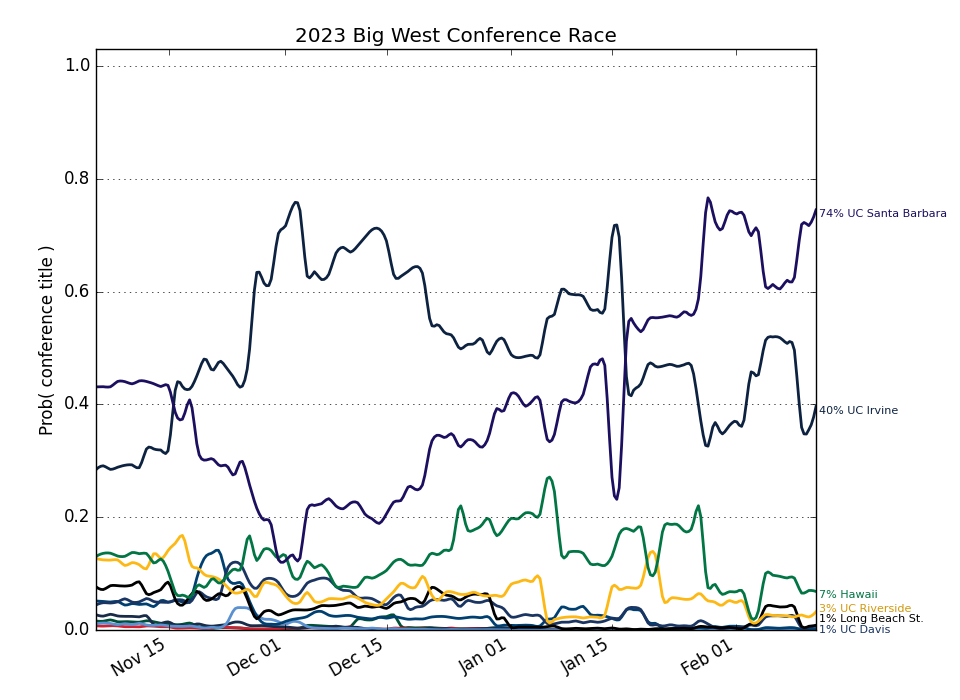 2023 Big West Conference Race
Prob( conference title )
1.0
0.8
0.6
0.4
0.2
0.0
Nov 15
Dec 01
Dec 15
Jan 01
Jan 15
Feb 01
74% UC Santa Barbara
40% UC Irvine
7% Hawaii
3% UC Riverside
1% Long Beach St.
1% UC Davis